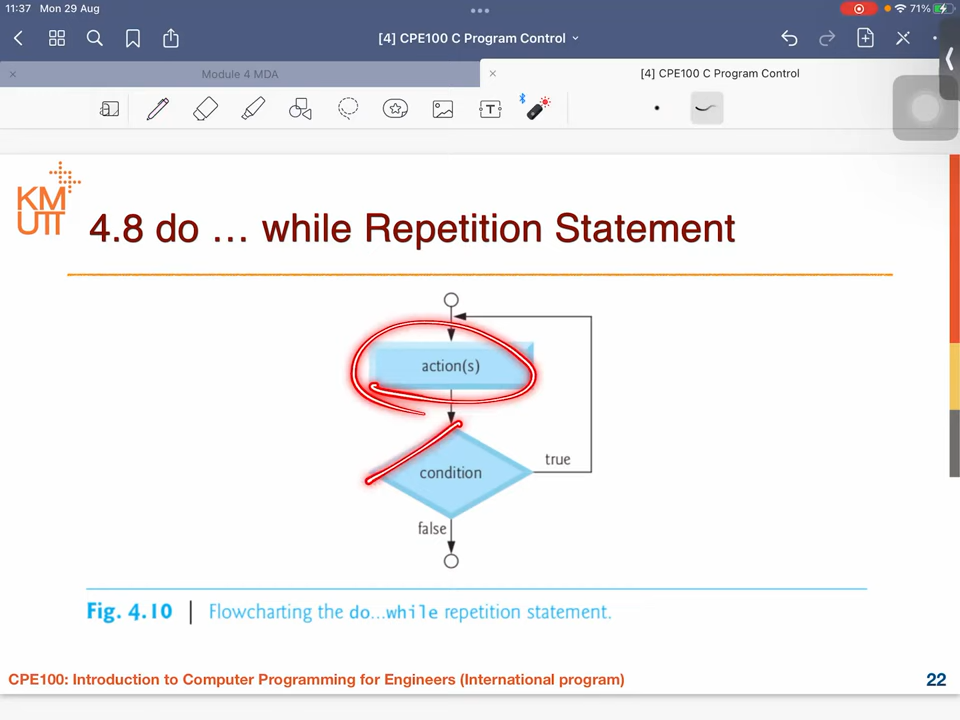 11:37 Mon 29 Aug
71%
[4] CPE100 C Program Control
Module 4 MDA
[4] CPE100 C Program Control
T
KM
UTT
4.8 do … while Repetition Statement
action(s)
condition
true
false
Fig. 4.10 | Flowcharting the do…while repetition statement.
CPE100: Introduction to Computer Programming for Engineers (International program)
22